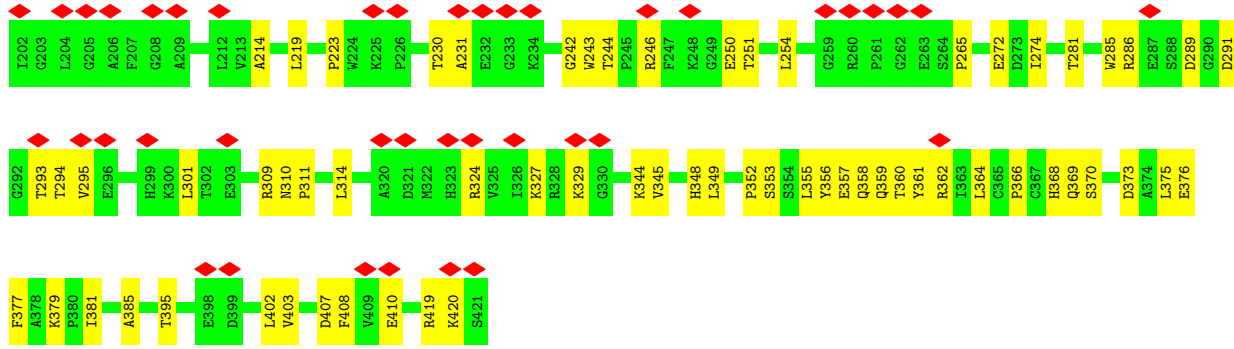 I202 G203 L204 G205 A206 F207 G208 A209 L212 V213 A214 L219 P223 W224 K225 P226 T230 A231 E232 G233 K234 G242 W243 T244 P245 R246 F247 K248 G249 E250 T251 L254 G259 R260 P261 G262 E263 S264 P265 E272 D273 I274 T281 W285 R286 E287 S288 D289 G290 D291
G292 T293 T294 V295 E296 H299 K300 L301 T302 E303 R309 N310 P311 L314 A320 D321 M322 H323 R324 V325 I326 K327 R328 K329 G330 K344 V345 H348 L349 P352 S353 S354 L355 Y356 E357 Q358 Q359 T360 Y361 R362 I363 L364 C365 P366 C367 H368 Q369 S370 D373 A374 L375 E376
F377 A378 K379 P380 I381 A385 T395 E398 D399 L402 V403 D407 F408 V409 E410 R419 K420 S421